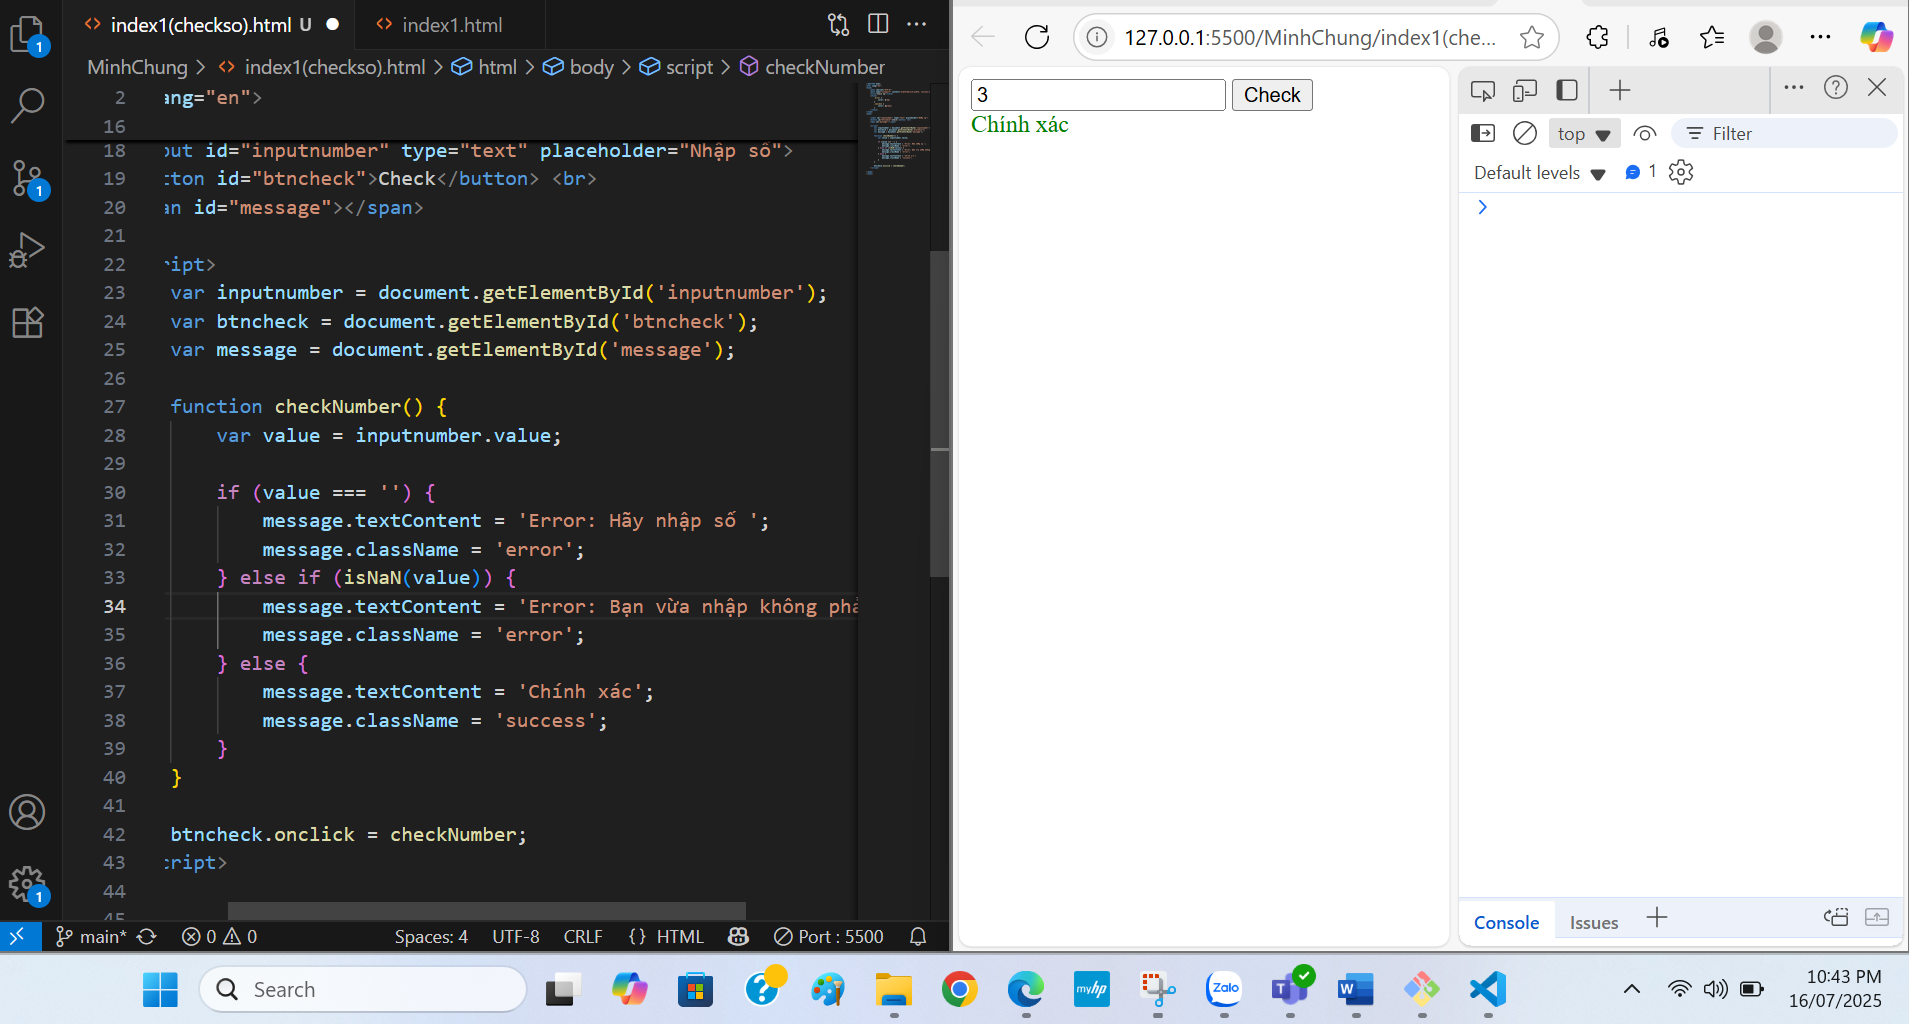 index1(checkso).html U
index1.html
MinhChung > index1(checkso).html > html > body > script > checkNumber
2 ang="en">
16
18 out id="inputnumber" type="text" placeholder="Nhập số">
19 tton id="btncheck">Check</button> <br>
20 an id="message"></span>
21
22 ript>
23 var inputnumber = document.getElementById('inputnumber');
24 var btncheck = document.getElementById('btncheck');
25 var message = document.getElementById('message');
26
27 function checkNumber() {
28 var value = inputnumber.value;
29
30 if (value === '') {
31 message.textContent = 'Error: Hãy nhập số ';
32 message.className = 'error';
33 } else if (isNaN(value)) {
34 message.textContent = 'Error: Bạn vừa nhập không phả
35 message.className = 'error';
36 } else {
37 message.textContent = 'Chính xác';
38 message.className = 'success';
39 }
40 }
41
42 btncheck.onclick = checkNumber;
43 cript>
44
45
1
1
1
main* 0 0 Spaces: 4 UTF-8 CRLF {} HTML Port : 5500
127.0.0.1:5500/MinhChung/index1(che...
3 Check
Chính xác
top Filter
Default levels 1
Console Issues
Search
myhp
Zalo
T
W
10:43 PM
16/07/2025